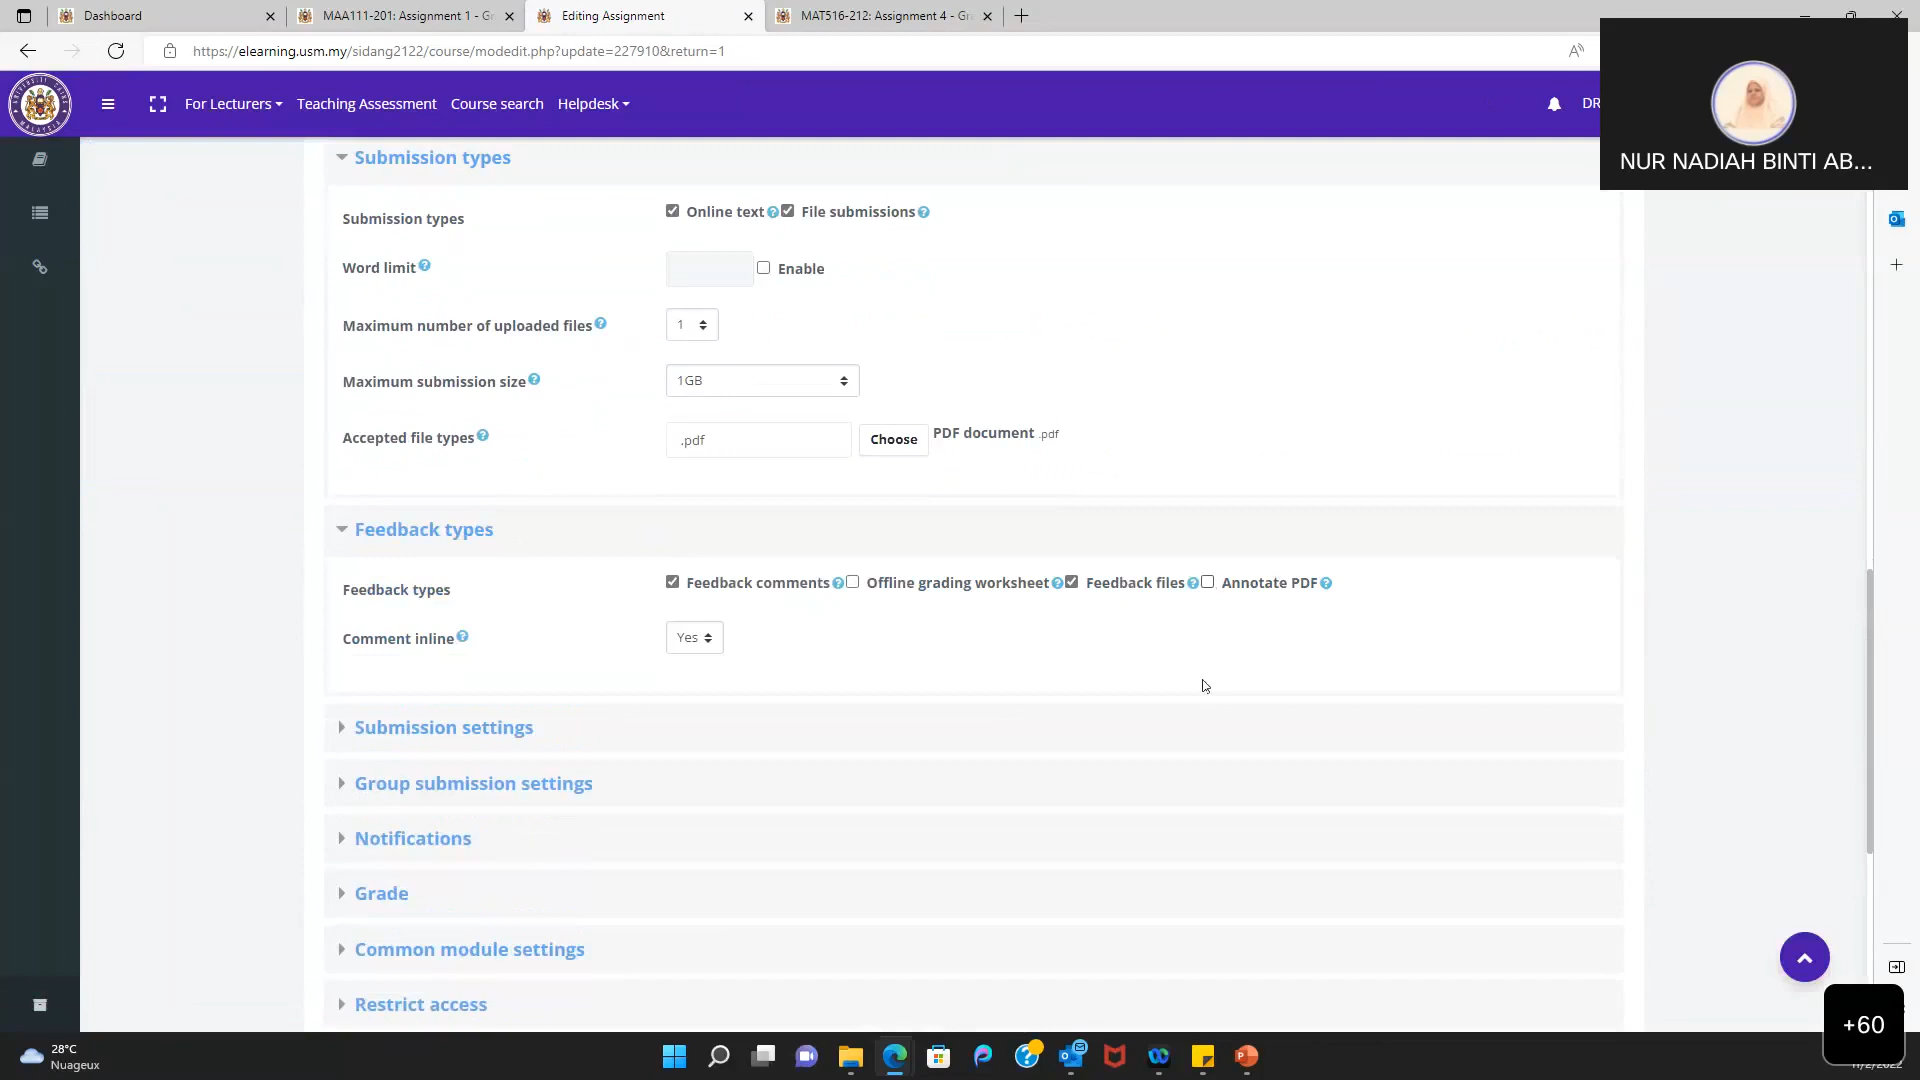 Dashboard
MAA111-201: Assignment 1 - Gr
Editing Assignment
MAT516-212: Assignment 4 - Gr
https://elearning.usm.my/sidang2122/course/modedit.php?update=227910&return=1
For Lecturers
Teaching Assessment
Course search
Helpdesk
DR
NUR NADIAH BINTI AB...
Submission types
Submission types
Online text
File submissions
Word limit
Enable
Maximum number of uploaded files
1
Maximum submission size
1GB
Accepted file types
.pdf
Choose
PDF document .pdf
Feedback types
Feedback types
Feedback comments
Offline grading worksheet
Feedback files
Annotate PDF
Comment inline
Yes
Submission settings
Group submission settings
Notifications
Grade
Common module settings
Restrict access
+60
28°C
Nuageux